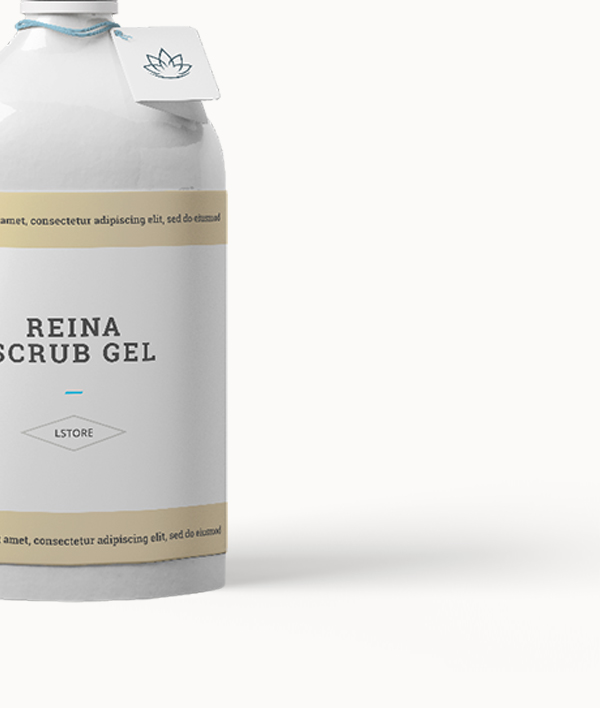 amet, consectetur adipiscing elit, sed do eiusmod
REINA
SCRUB GEL
LSTORE
amet, consectetur adipiscing elit, sed do eiusmod